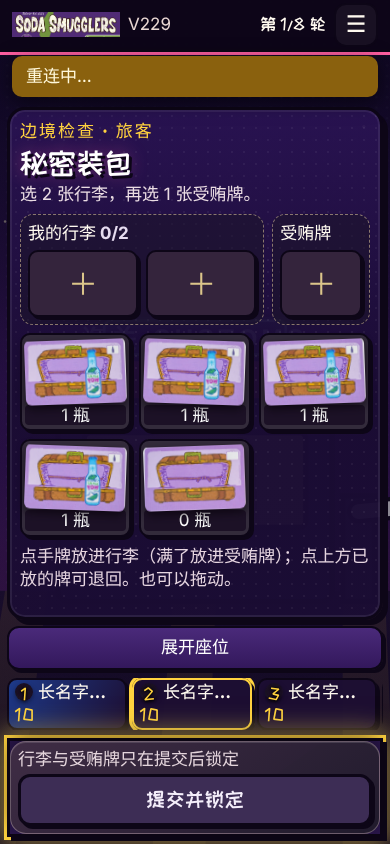 SODA SMUGGLERS V229 第 1/8 轮 ☰
重连中…
边境检查·旅客
秘密装包
选 2 张行李，再选 1 张受贿牌。
我的行李 0/2 受贿牌
＋ ＋ ＋
1 瓶 1 瓶 1 瓶
1 瓶 0 瓶
点手牌放进行李（满了放进受贿牌）；点上方已
放的牌可退回。也可以拖动。
展开座位
1 长名字… 2 长名字… 3 长名字…
10 10 10
行李与受贿牌只在提交后锁定
提交并锁定